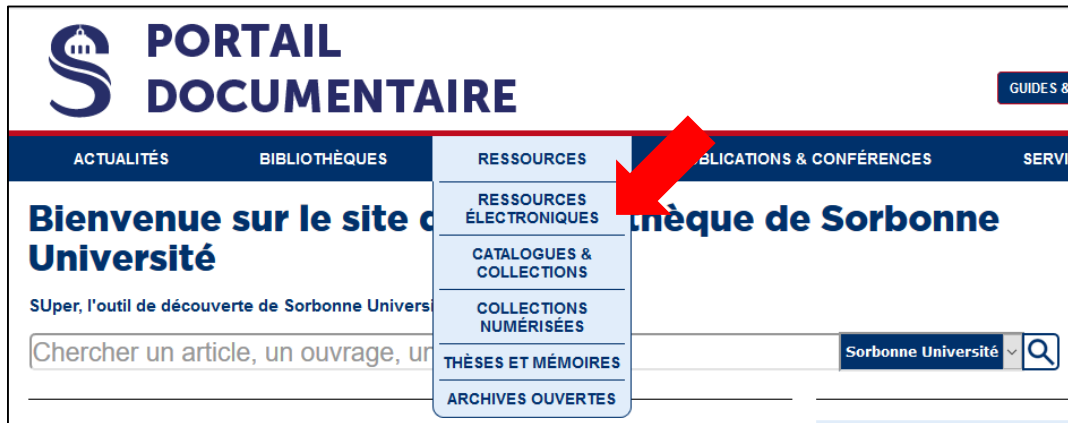 PORTAIL
DOCUMENTAIRE
GUIDES &
ACTUALITÉS BIBLIOTHÈQUES RESSOURCES BLICATIONS & CONFÉRENCES SERVI
RESSOURCES
ÉLECTRONIQUES
CATALOGUES &
COLLECTIONS
COLLECTIONS
NUMÉRISÉES
THÈSES ET MÉMOIRES
ARCHIVES OUVERTES
Bienvenue sur le site thèque de Sorbonne
Université
SUper, l'outil de découverte de Sorbonne Universi
Chercher un article, un ouvrage, un
Sorbonne Université